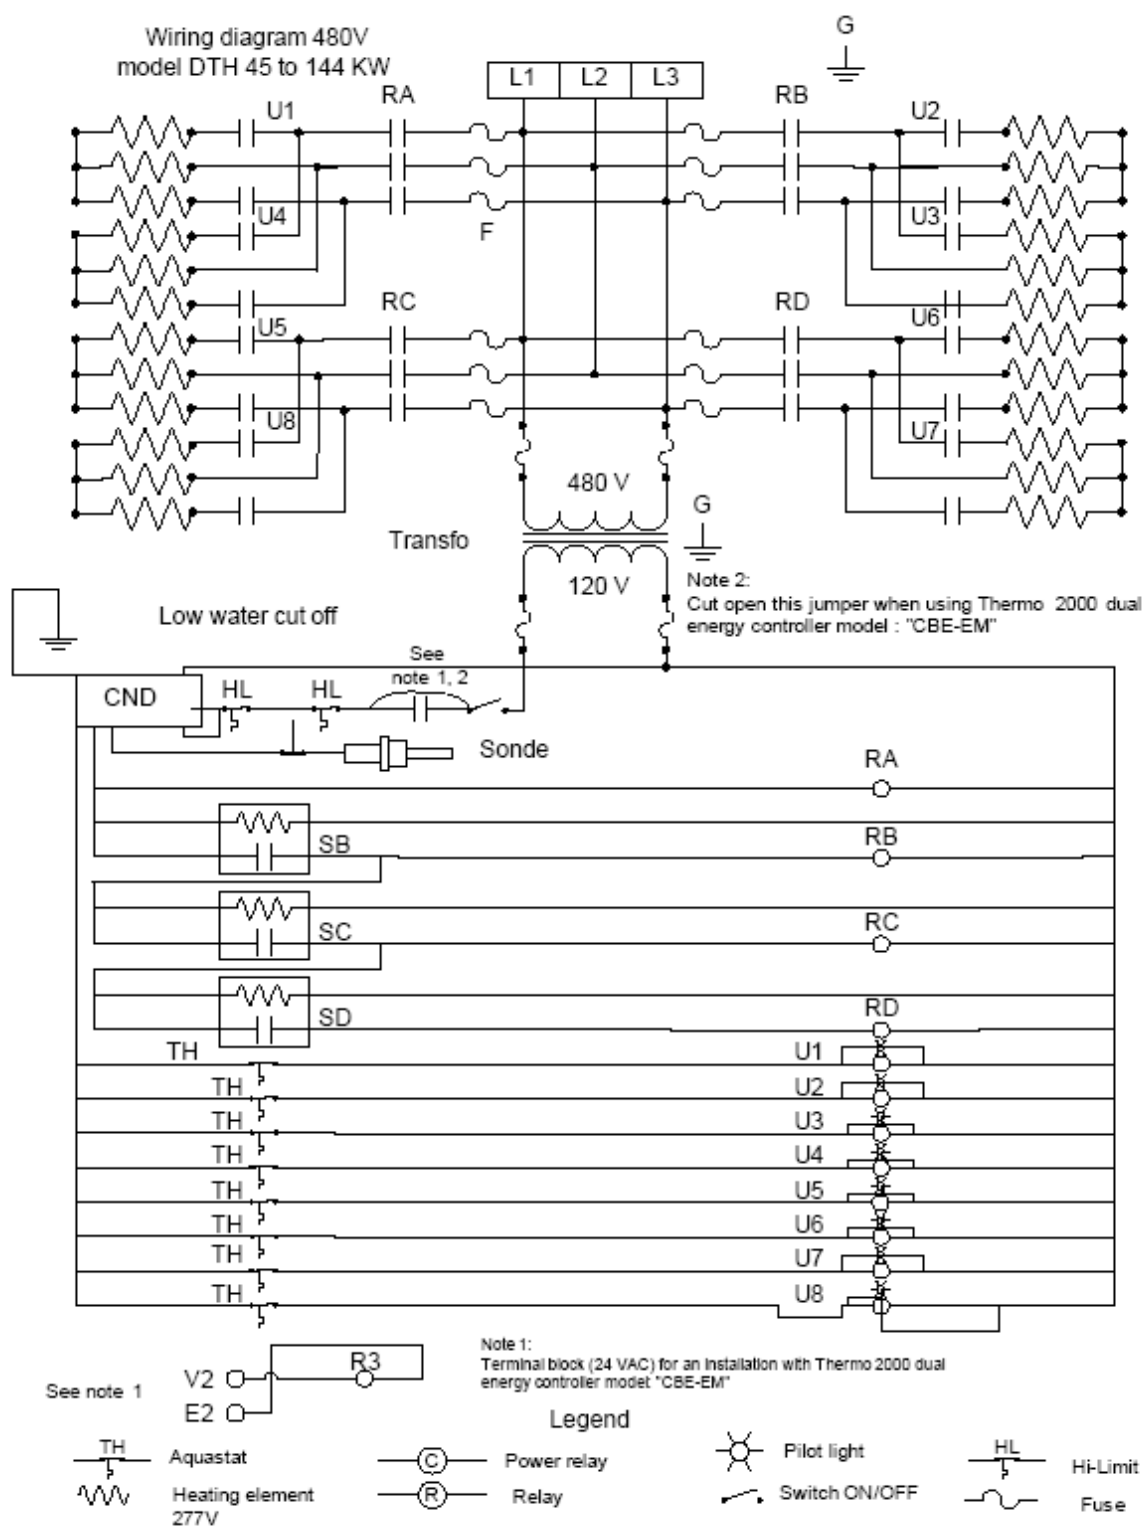 G
Wiring diagram 480V
model DTH 45 to 144 KW
L1 L2 L3
RA RB
U1 U2
U4 U3
F
RC RD
U5 U6
U8 U7
480 V
G
Transfo
120 V
Note 2:
Cut open this jumper when using Thermo 2000 dual
energy controller model : "CBE-EM"
Low water cut off
See
note 1, 2
CND HL HL
Sonde
RA
SB RB
SC RC
SD RD
TH U1
TH U2
TH U3
TH U4
TH U5
TH U6
TH U7
TH U8
Note 1:
Terminal block (24 VAC) for an Installation with Thermo 2000 dual
energy controller model: "CBE-EM"
R3
V2
See note 1
E2
Legend
TH Aquastat
C Power relay
Pilot light
HL Hi-Limit
Heating element
277V
R Relay
Switch ON/OFF
Fuse